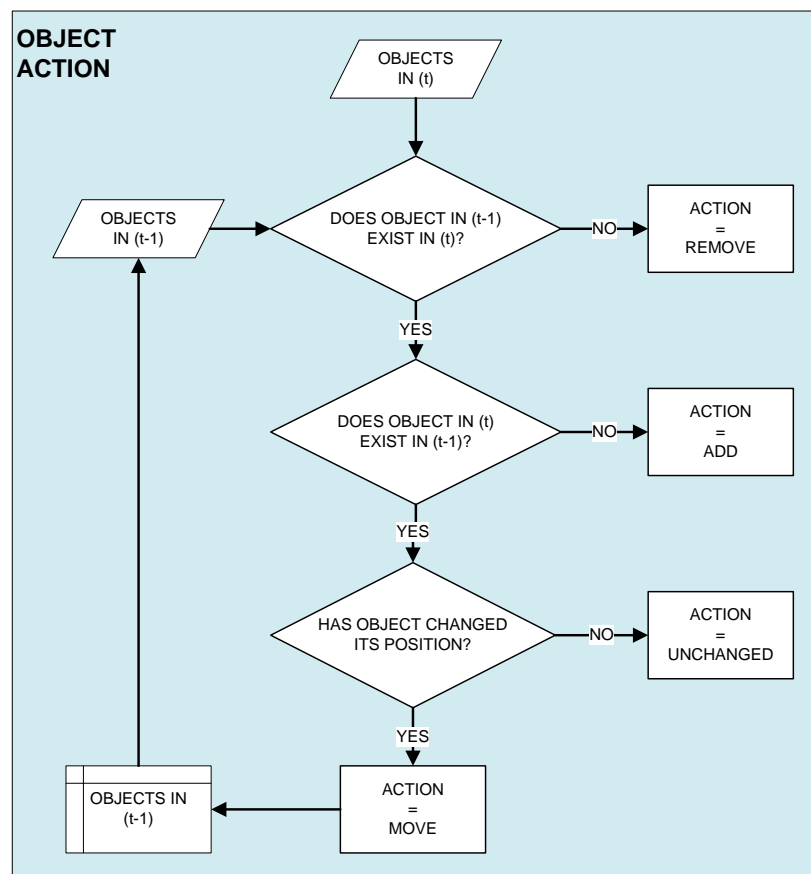 OBJECT
ACTION
OBJECTS
IN (t)
OBJECTS
IN (t-1)
DOES OBJECT IN (t-1)
EXIST IN (t)?
NO
ACTION
=
REMOVE
YES
DOES OBJECT IN (t)
EXIST IN (t-1)?
NO
ACTION
=
ADD
YES
HAS OBJECT CHANGED
ITS POSITION?
NO
ACTION
=
UNCHANGED
YES
OBJECTS IN
(t-1)
ACTION
=
MOVE